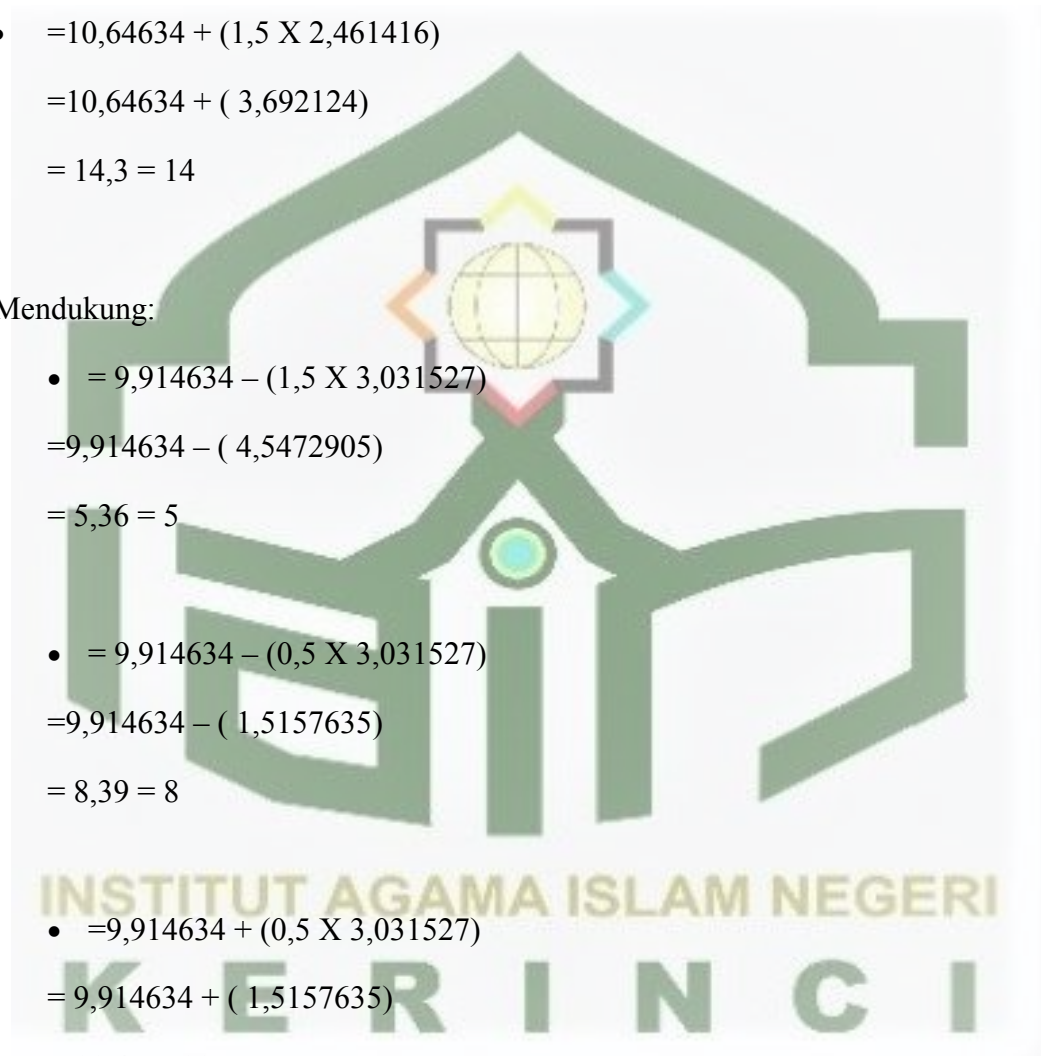 • =10,64634 + (1,5 X 2,461416)
=10,64634 + ( 3,692124)
= 14,3 = 14
Mendukung:
• = 9,914634 – (1,5 X 3,031527)
=9,914634 – ( 4,5472905)
= 5,36 = 5
• = 9,914634 – (0,5 X 3,031527)
=9,914634 – ( 1,5157635)
= 8,39 = 8
INSTITUT AGAMA ISLAM NEGERI
• =9,914634 + (0,5 X 3,031527)
KERINCI
= 9,914634 + ( 1,5157635)